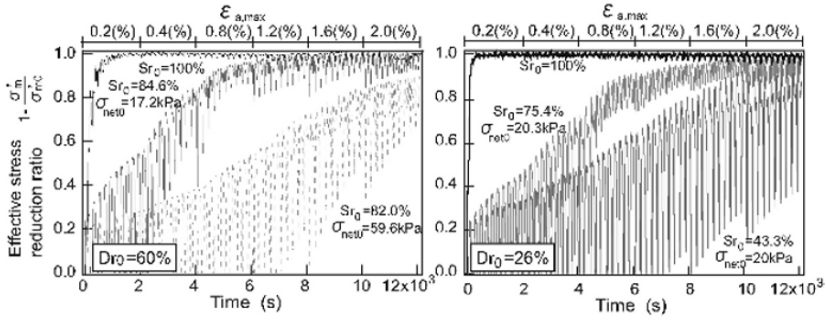 ε a,max
0.2(%) 0.4(%) 0.8(%) 1.2(%) 1.6(%) 2.0(%)
1.0
0.8
0.6
0.4
0.2
0.0
Effective stress
reduction ratio
1- σ'm / σ'mc
Sr0=100%
Sr0=84.6%
σnet0=17.2kPa
Sr0=82.0%
σnet0=59.6kPa
Dr0=60%
0 2 4 6 8 10 12x10³
Time (s)
ε a,max
0.2(%) 0.4(%) 0.8(%) 1.2(%) 1.6(%) 2.0(%)
1.0
0.8
0.6
0.4
0.2
0.0
Sr0=100%
Sr0=75.4%
σnet0=20.3kPa
Sr0=43.3%
σnet0=20kPa
Dr0=26%
0 2 4 6 8 10 12x10³
Time (s)